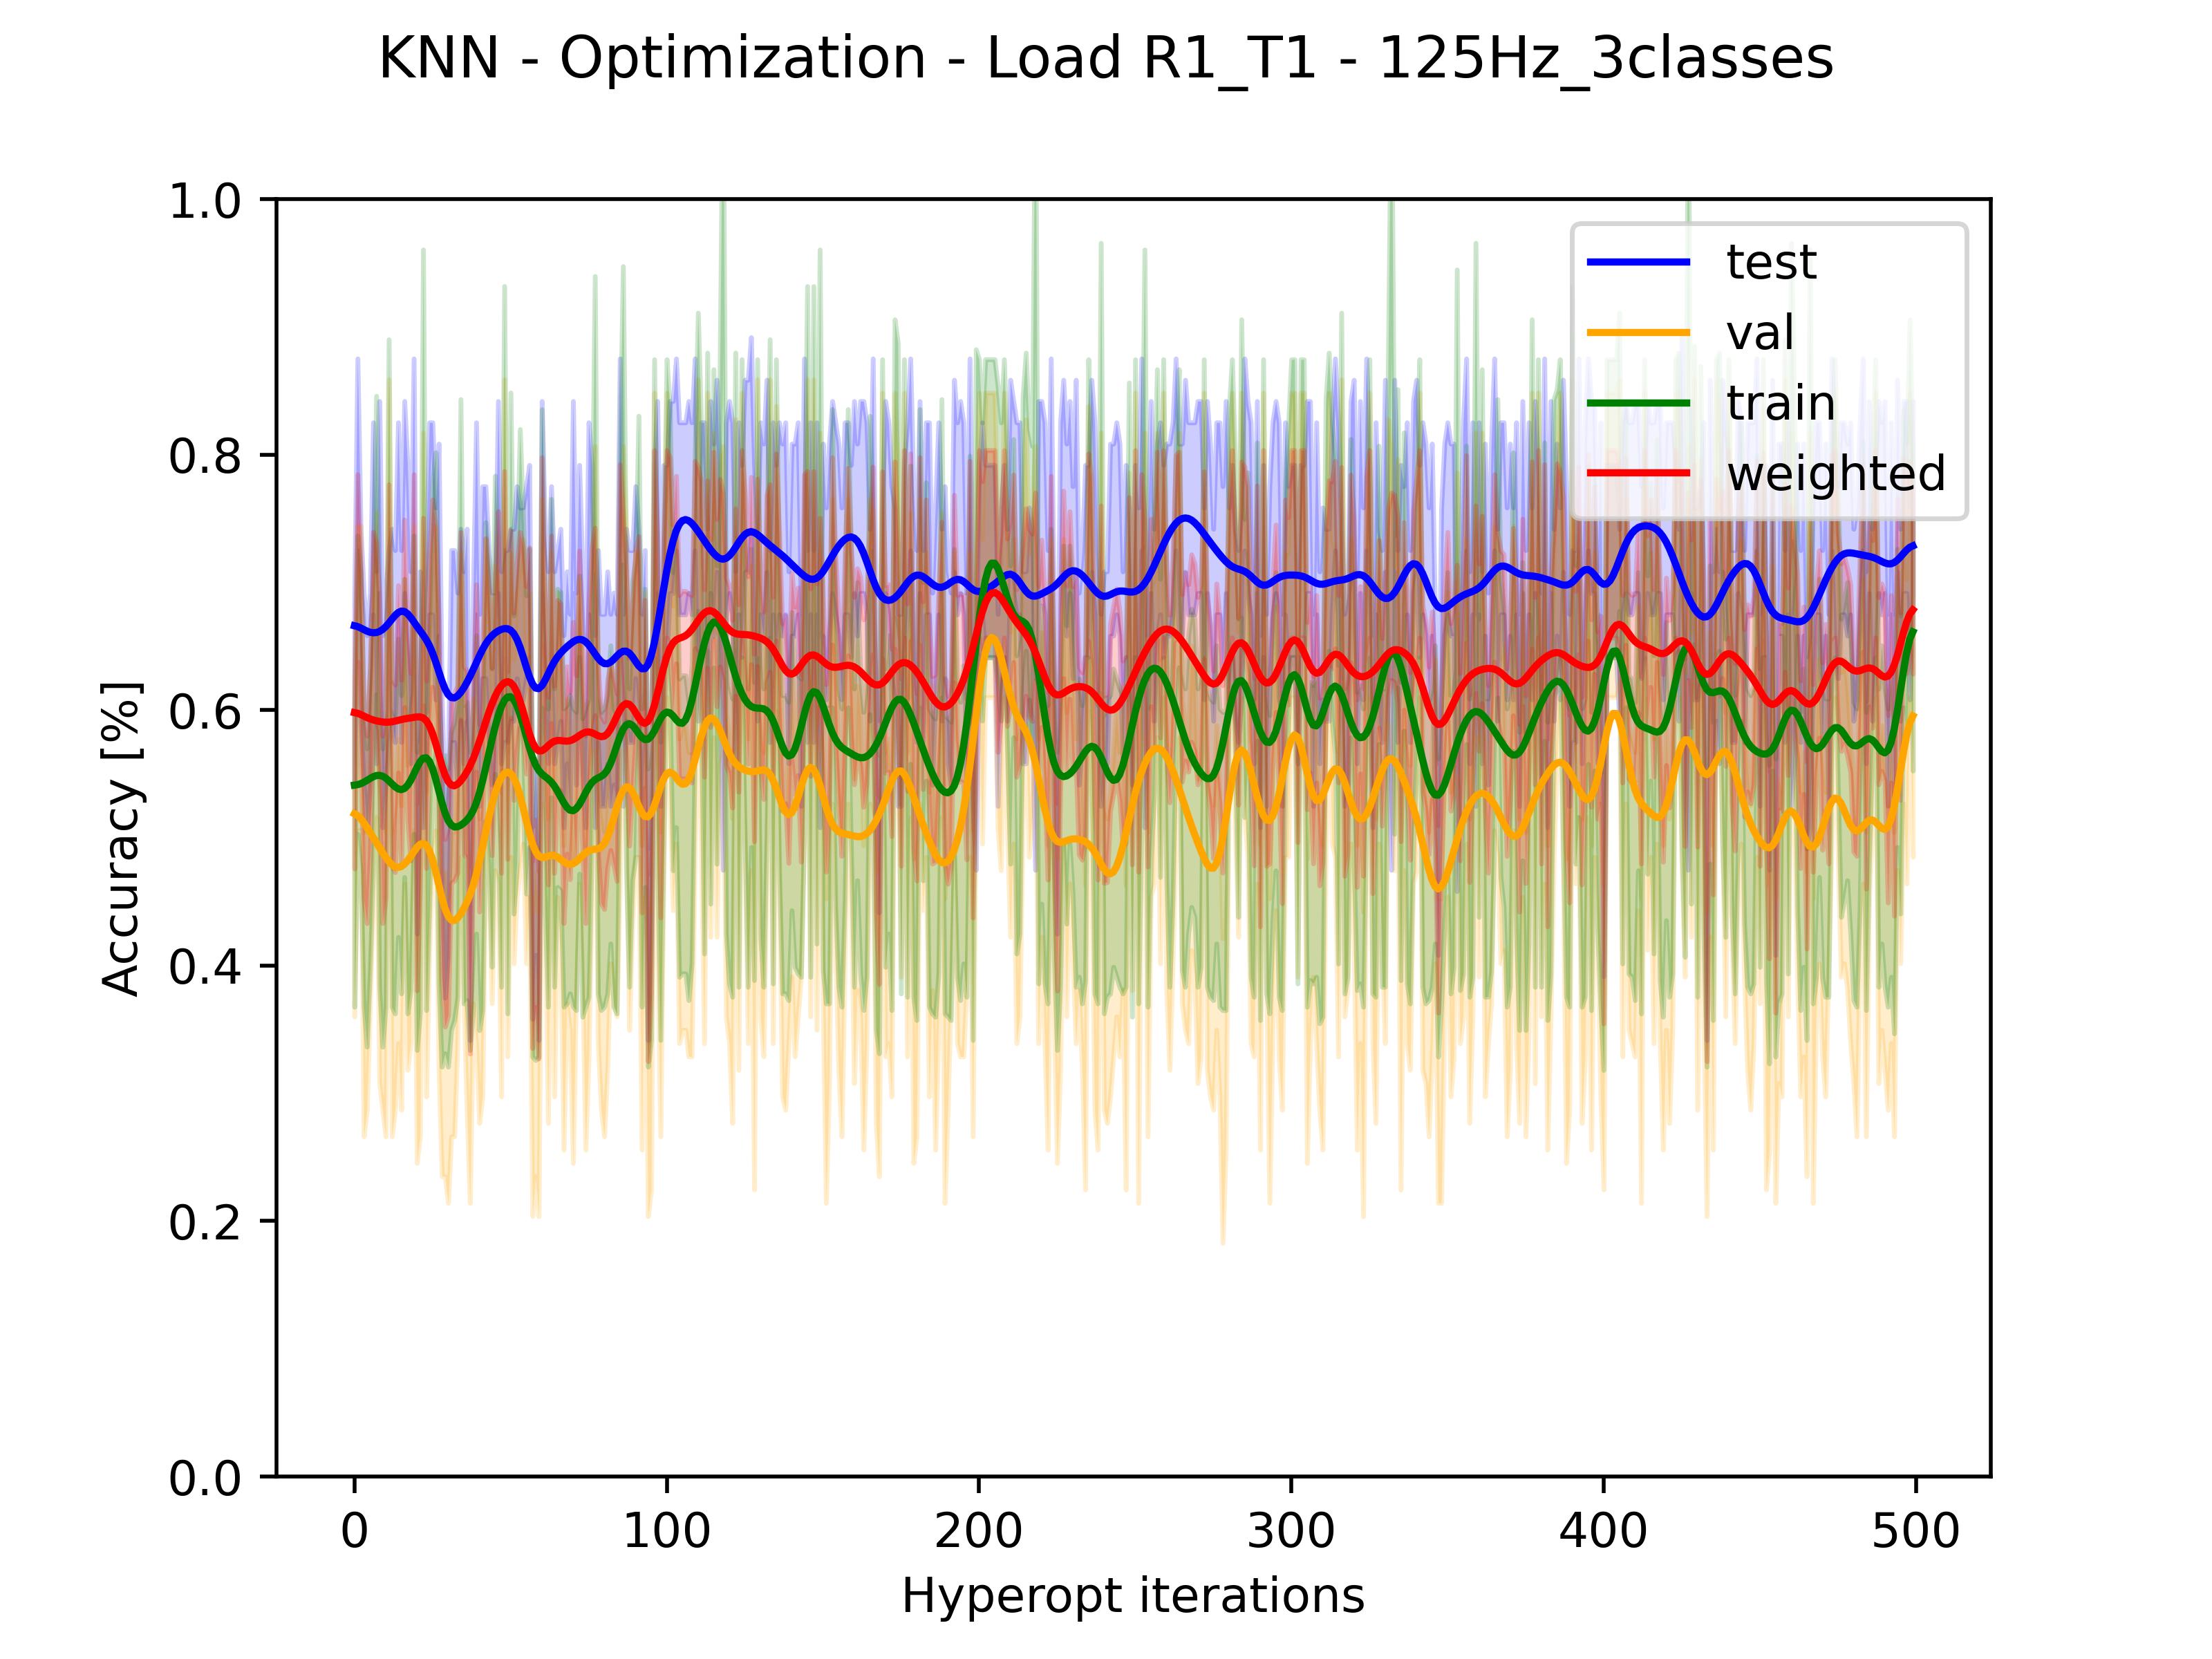 KNN - Optimization - Load R1_T1 - 125Hz_3classes
1.0
0.8
0.6
0.4
0.2
0.0
Accuracy [%]
test
val
train
weighted
0 100 200 300 400 500
Hyperopt iterations